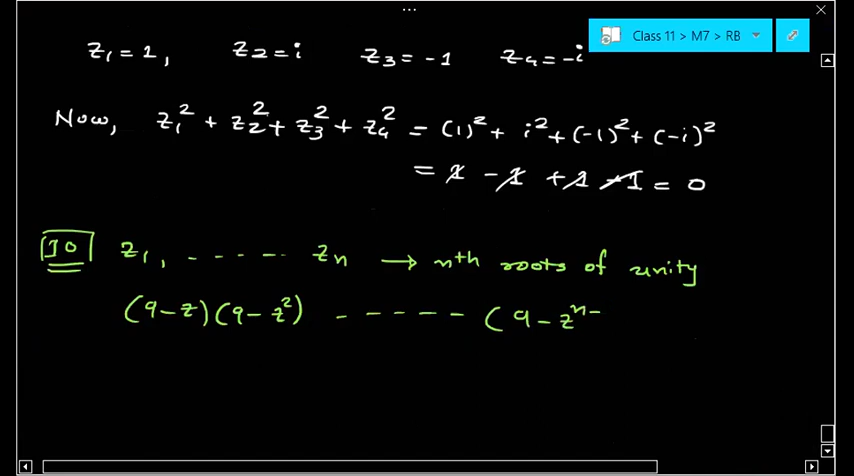 Class 11 > M7 > RB
z₁ = 1, z₂ = i z₃ = -1 z₄ = -i
Now, z₁² + z₂² + z₃² + z₄² = (1)² + i² + (-1)² + (-i)²
= 1 - 1 + 1 - 1 = 0
10 z₁, ------ zₙ → nth roots of unity
(9-z)(9-z²) ------ (9-zⁿ⁻